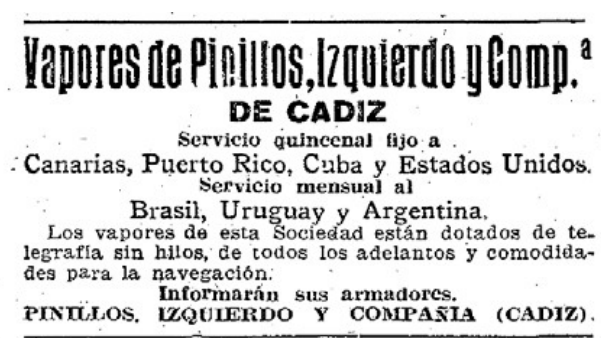 Vapores de Pinillos, Izquierdo y Comp.ª
DE CADIZ
Servicio quincenal fijo a
Canarias, Puerto Rico, Cuba y Estados Unidos.
Servicio mensual al
Brasil, Uruguay y Argentina.
Los vapores de esta Sociedad están dotados de te-
legrafía sin hilos, de todos los adelantos y comodida-
des para la navegación.
Informarán sus armadores.
PINILLOS, IZQUIERDO Y COMPAÑIA (CADIZ).